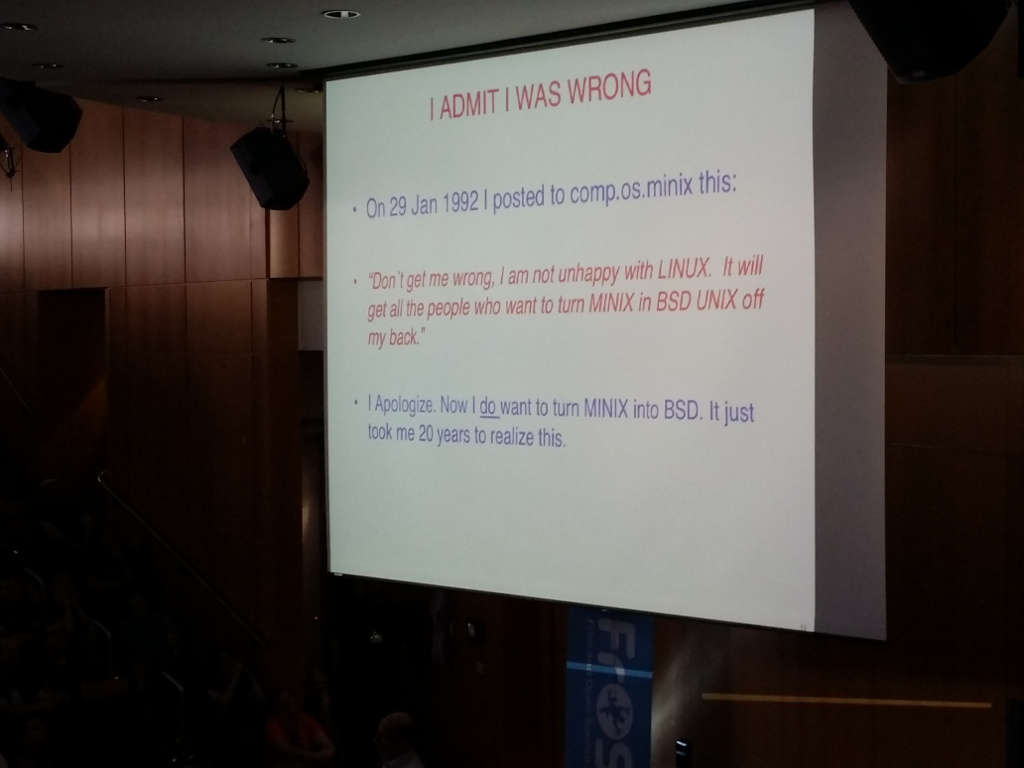 I ADMIT I WAS WRONG
• On 29 Jan 1992 I posted to comp.os.minix this:
• “Don`t get me wrong, I am not unhappy with LINUX. It will
get all the people who want to turn MINIX in BSD UNIX off
my back.”
• I Apologize. Now I do want to turn MINIX into BSD. It just
took me 20 years to realize this.